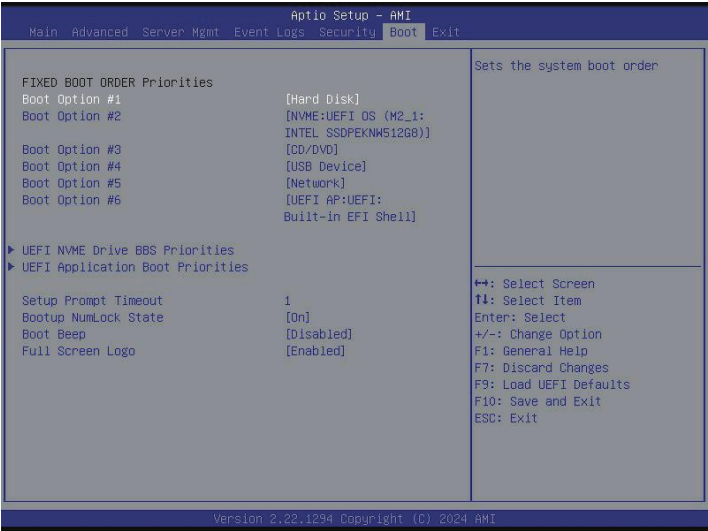 Aptio Setup – AMI
Main Advanced Server Mgmt Event Logs Security Boot Exit
FIXED BOOT ORDER Priorities
Boot Option #1 [Hard Disk]
Boot Option #2 [NVME:UEFI OS (M2_1:
INTEL SSDPEKNW512G8)]
Boot Option #3 [CD/DVD]
Boot Option #4 [USB Device]
Boot Option #5 [Network]
Boot Option #6 [UEFI AP:UEFI:
Built-in EFI Shell]
▶ UEFI NVME Drive BBS Priorities
▶ UEFI Application Boot Priorities
Setup Prompt Timeout 1
Bootup NumLock State [On]
Boot Beep [Disabled]
Full Screen Logo [Enabled]
Sets the system boot order
↔: Select Screen
↑↓: Select Item
Enter: Select
+/-: Change Option
F1: General Help
F7: Discard Changes
F9: Load UEFI Defaults
F10: Save and Exit
ESC: Exit
Version 2.22.1294 Copyright (C) 2024 AMI